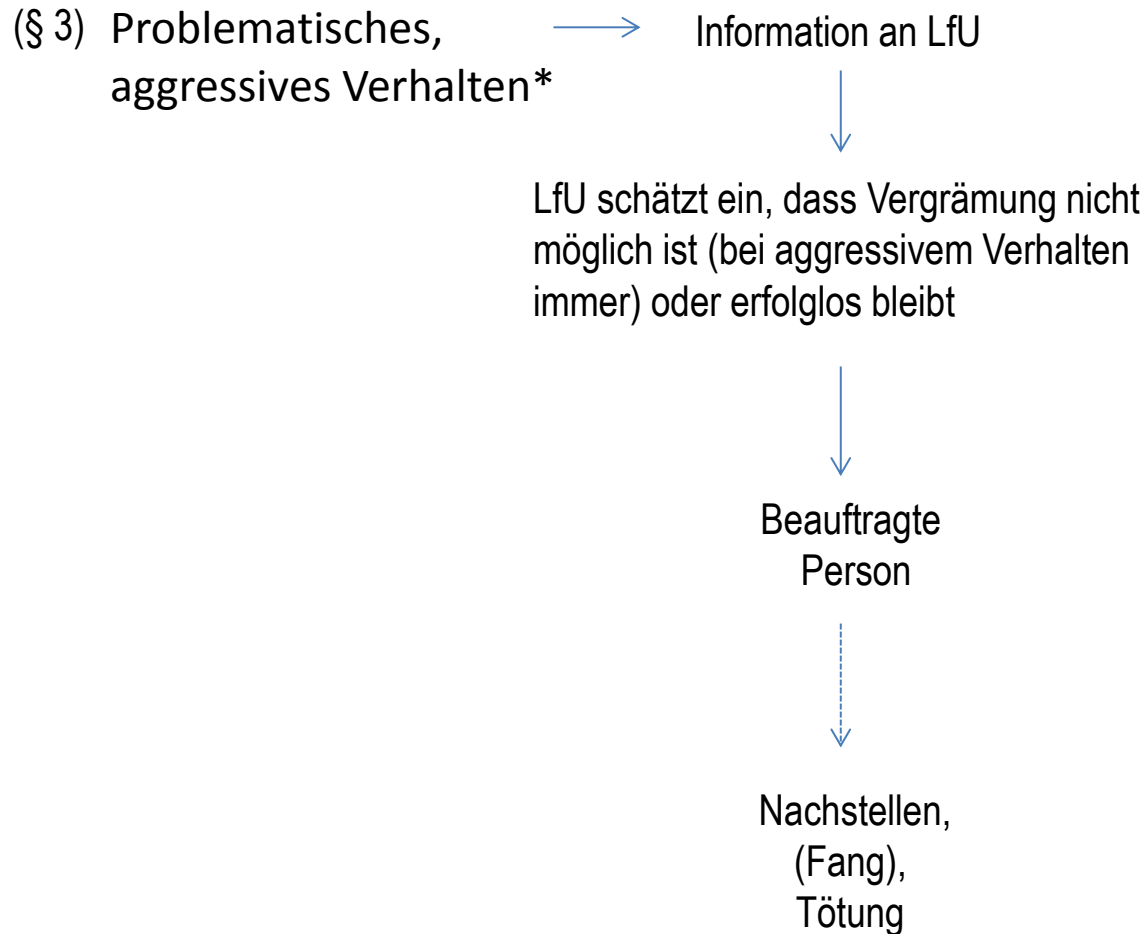 (§ 3) Problematisches, Information an LfU
aggressives Verhalten*
LfU schätzt ein, dass Vergrämung nicht
möglich ist (bei aggressivem Verhalten
immer) oder erfolglos bleibt
Beauftragte
Person
Nachstellen,
(Fang),
Tötung